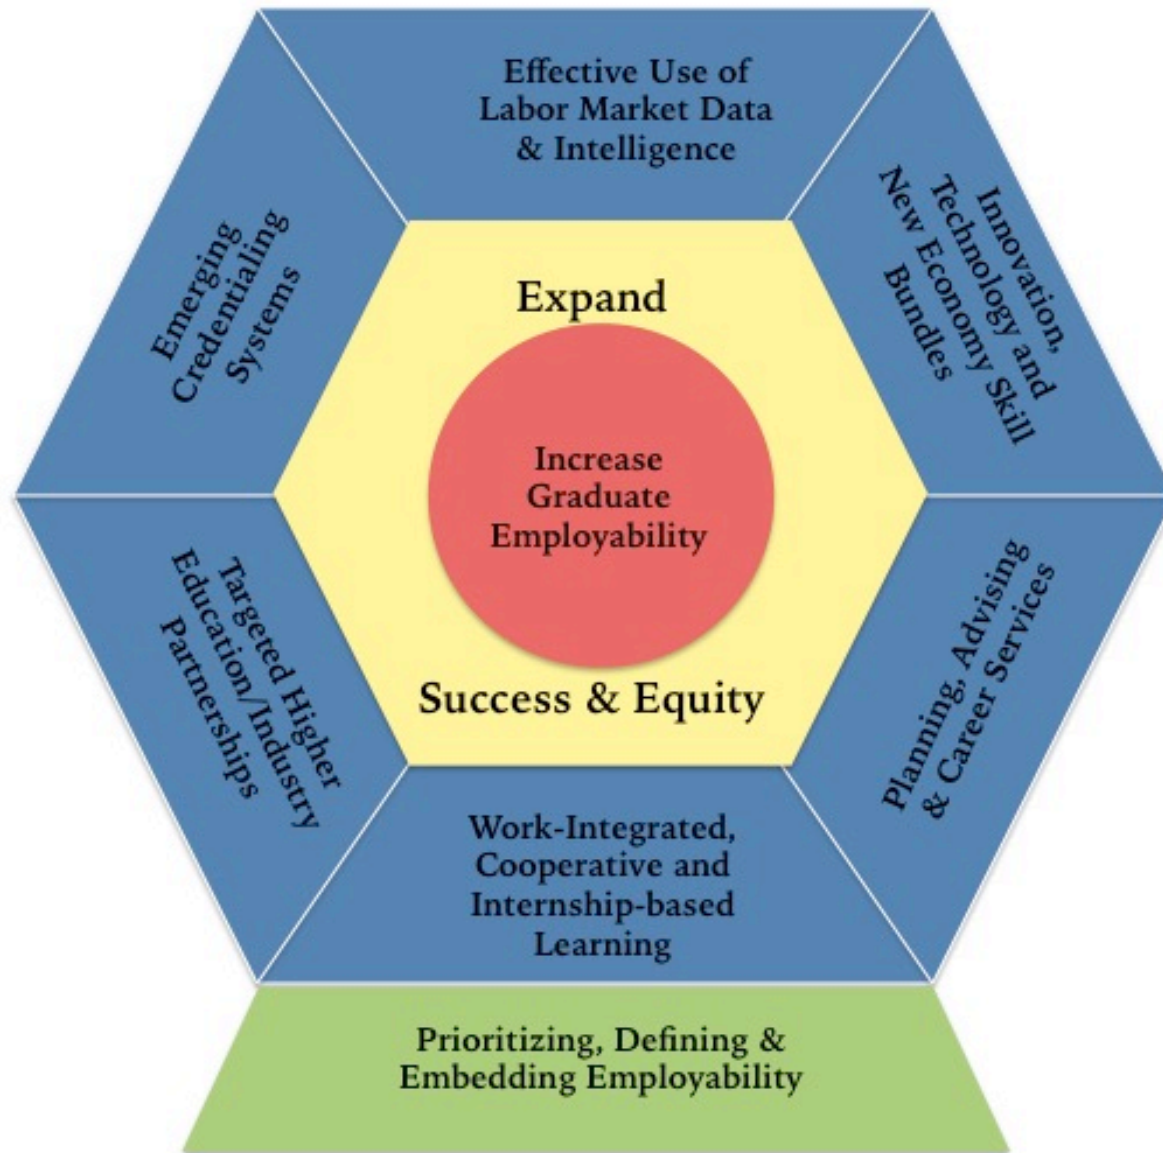 Effective Use of
Labor Market Data
& Intelligence
Innovation,
Technology and
New Economy Skill
Bundles
Emerging
Credentialing
Systems
Expand
Increase
Graduate
Employability
Success & Equity
Targeted Higher
Education/Industry
Partnerships
Planning, Advising
& Career Services
Work-Integrated,
Cooperative and
Internship-based
Learning
Prioritizing, Defining &
Embedding Employability